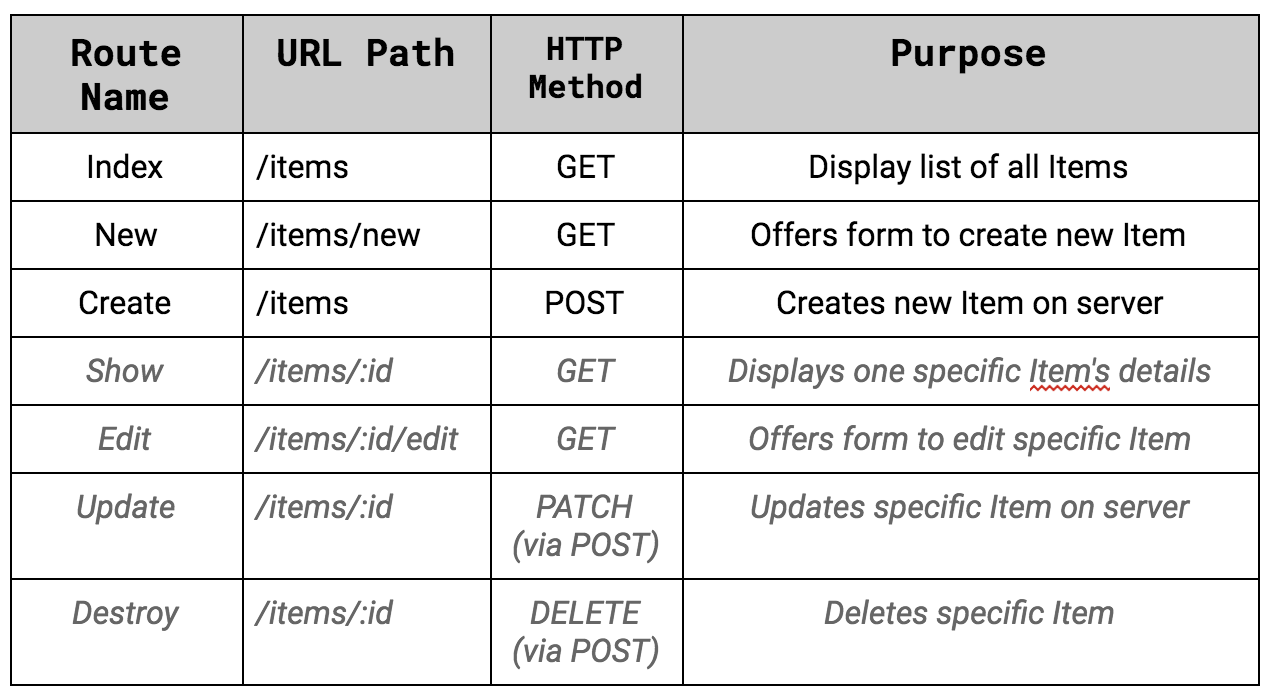 Route Name URL Path HTTP Method Purpose
Index /items GET Display list of all Items
New /items/new GET Offers form to create new Item
Create /items POST Creates new Item on server
Show /items/:id GET Displays one specific Item's details
Edit /items/:id/edit GET Offers form to edit specific Item
Update /items/:id PATCH (via POST) Updates specific Item on server
Destroy /items/:id DELETE (via POST) Deletes specific Item